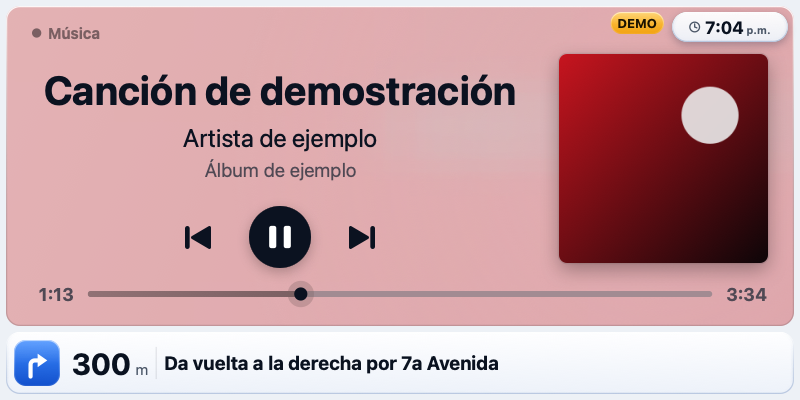 Música
DEMO
7:04 p.m.
Canción de demostración
Artista de ejemplo
Álbum de ejemplo
1:13
3:34
300 m
Da vuelta a la derecha por 7a Avenida